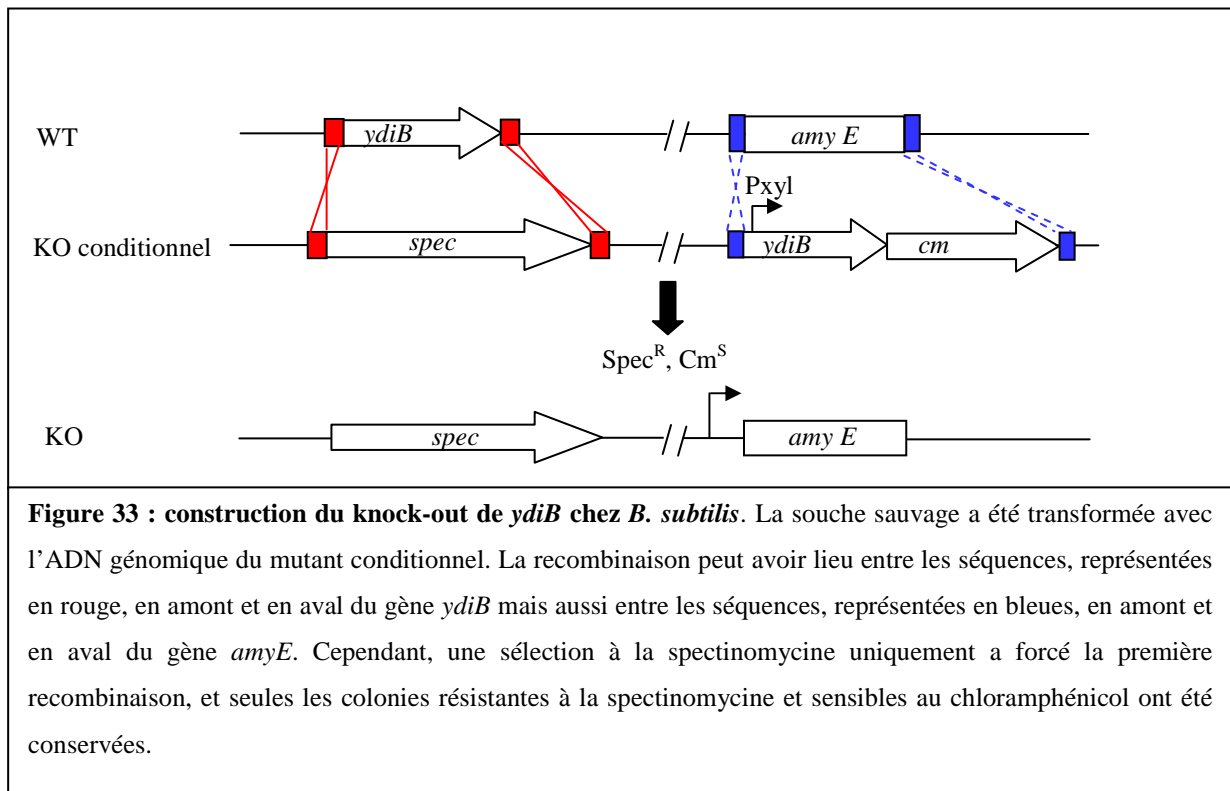 WT
ydiB
//
amy E
Pxyl
KO conditionnel
spec
//
ydiB
cm
Spec^R, Cm^S
KO
spec
//
amy E
Figure 33 : construction du knock-out de ydiB chez B. subtilis. La souche sauvage a été transformée avec
l'ADN génomique du mutant conditionnel. La recombinaison peut avoir lieu entre les séquences, représentées
en rouge, en amont et en aval du gène ydiB mais aussi entre les séquences, représentées en bleues, en amont et
en aval du gène amyE. Cependant, une sélection à la spectinomycine uniquement a forcé la première
recombinaison, et seules les colonies résistantes à la spectinomycine et sensibles au chloramphénicol ont été
conservées.